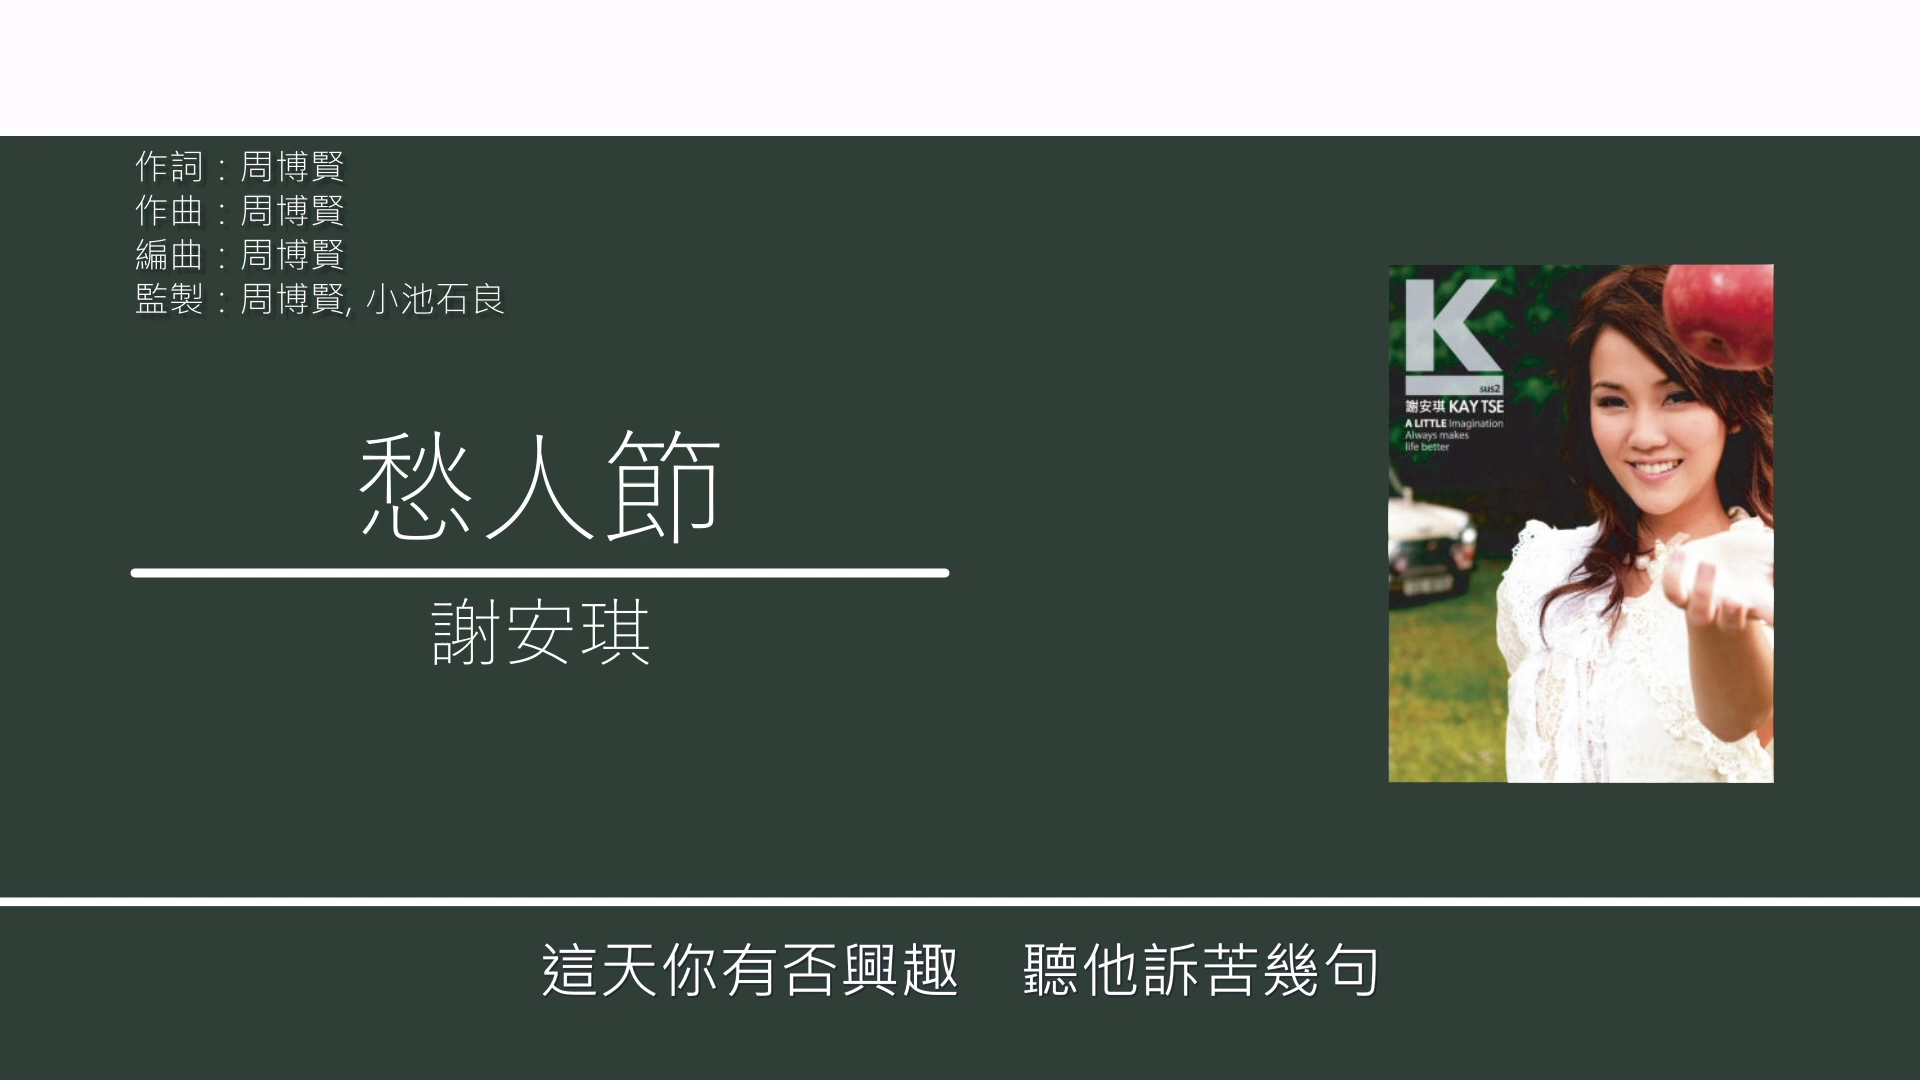 作詞：周博賢
作曲：周博賢
編曲：周博賢
監製：周博賢, 小池石良
愁人節
謝安琪
K
sus2
謝安琪 KAY TSE
A LITTLE imagination
Always makes
life better
這天你有否興趣　聽他訴苦幾句